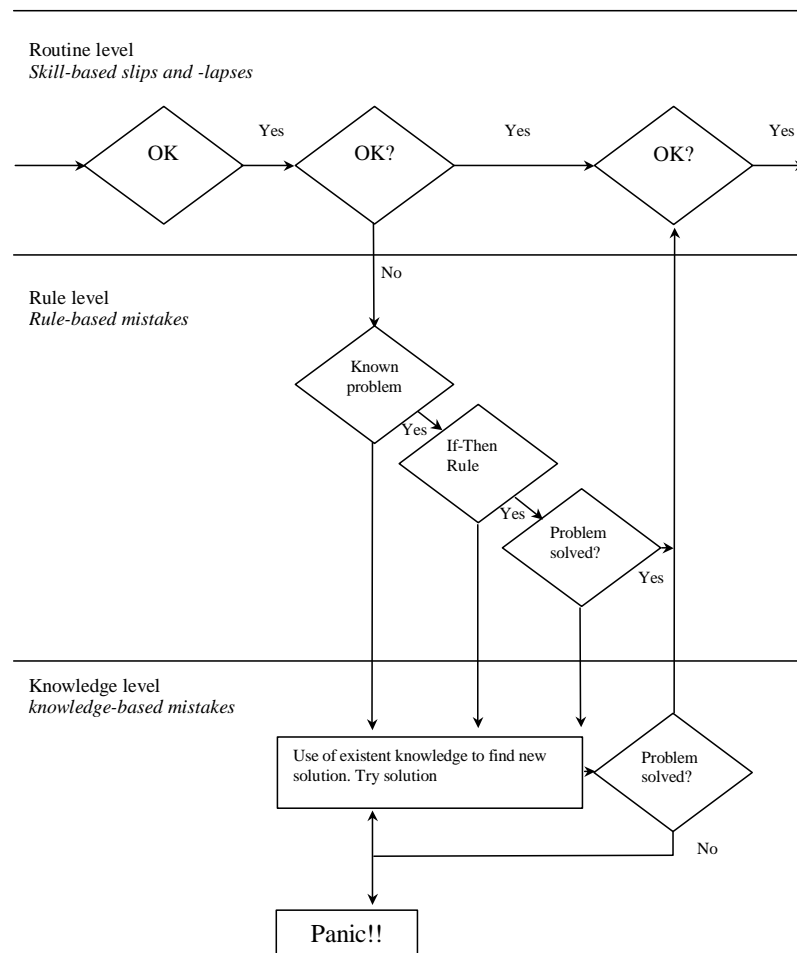 Routine level
Skill-based slips and -lapses
OK
Yes
OK?
Yes
OK?
Yes
No
Rule level
Rule-based mistakes
Known
problem
Yes
If-Then
Rule
Yes
Problem
solved?
Yes
Knowledge level
knowledge-based mistakes
Use of existent knowledge to find new
solution. Try solution
Problem
solved?
No
Panic!!